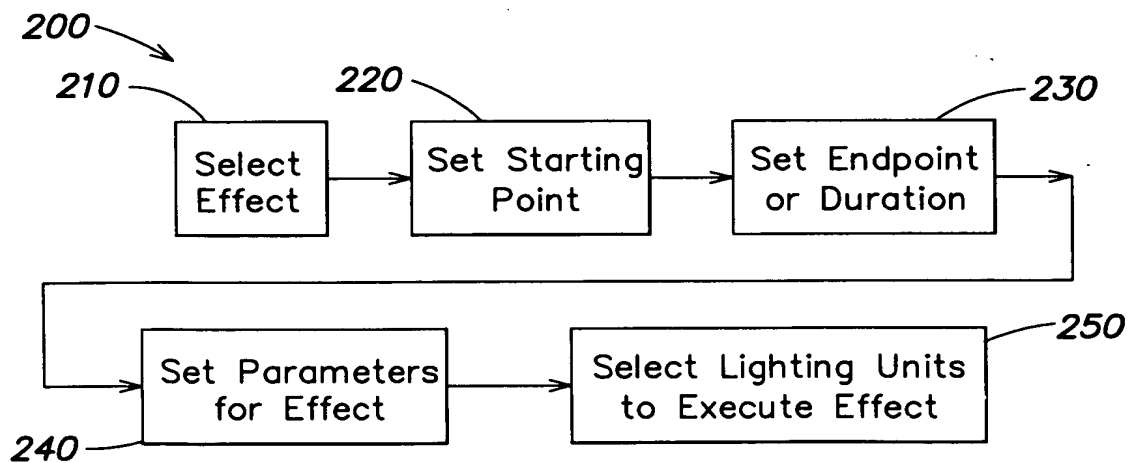 200
210
220
230
Select
Effect
Set Starting
Point
Set Endpoint
or Duration
240
250
Set Parameters
for Effect
Select Lighting Units
to Execute Effect